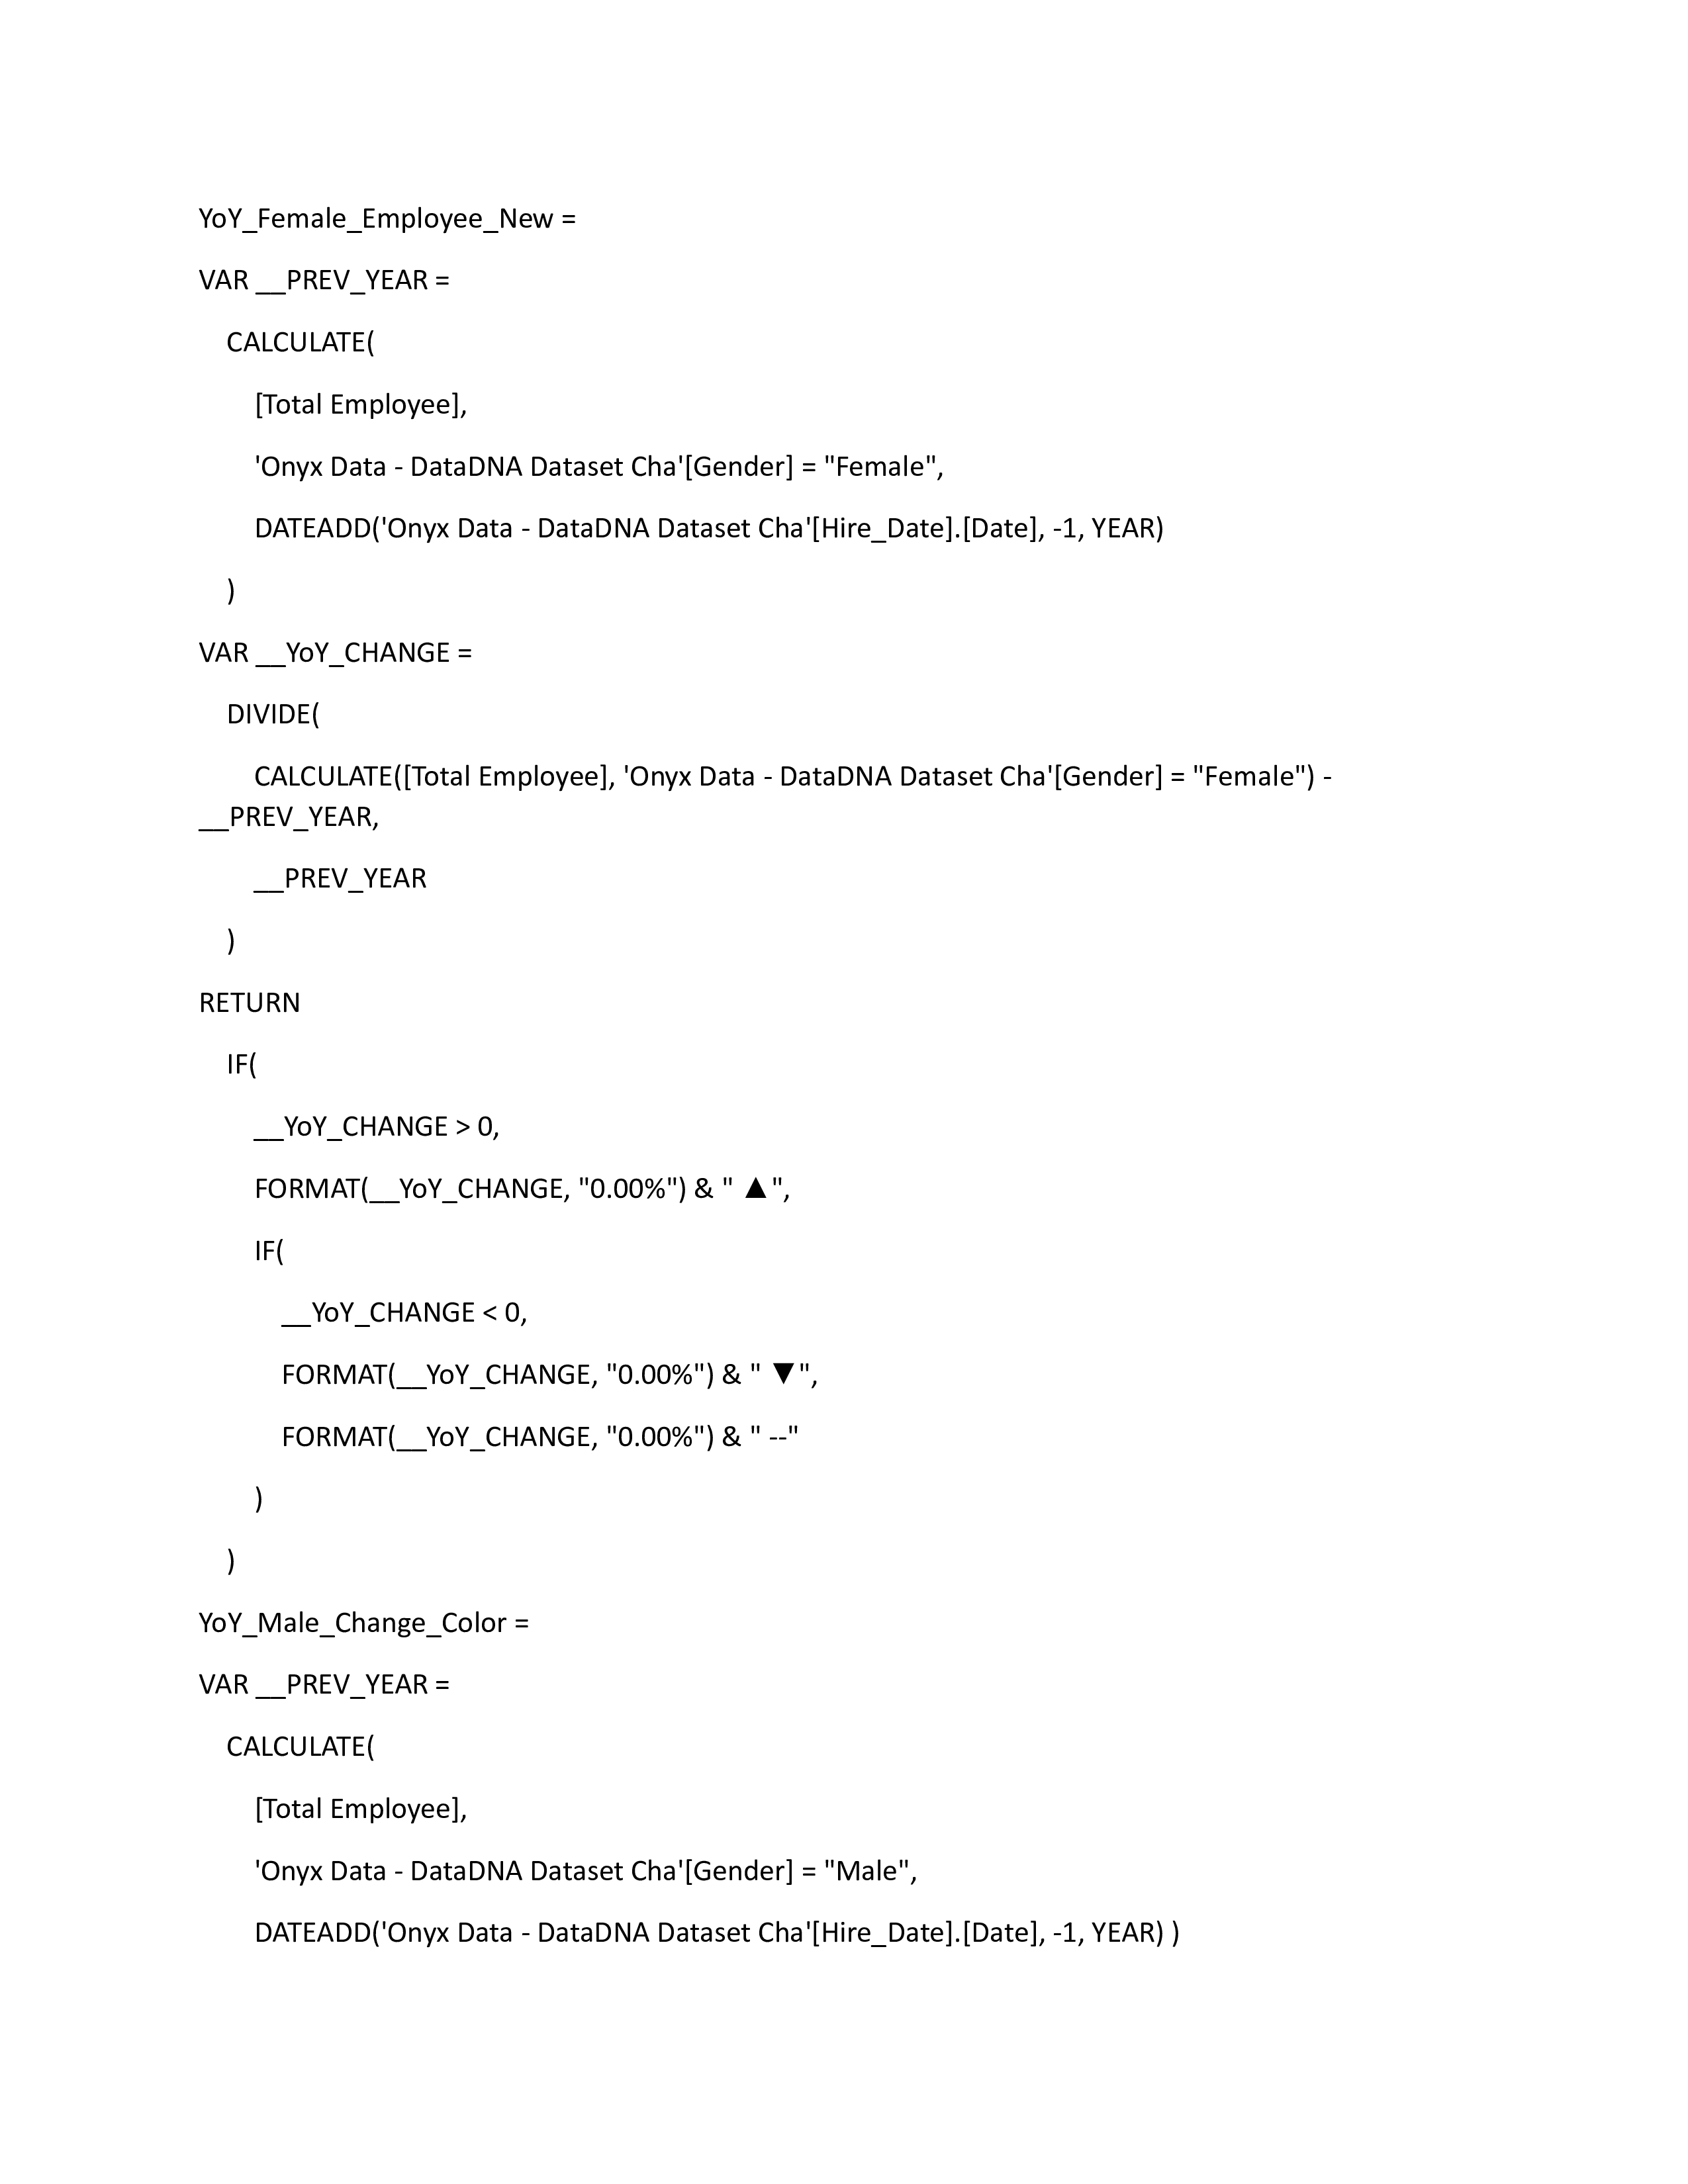 YoY_Female_Employee_New =
VAR __PREV_YEAR =
CALCULATE(
[Total Employee],
'Onyx Data - DataDNA Dataset Cha'[Gender] = "Female",
DATEADD('Onyx Data - DataDNA Dataset Cha'[Hire_Date].[Date], -1, YEAR)
)
VAR __YoY_CHANGE =
DIVIDE(
CALCULATE([Total Employee], 'Onyx Data - DataDNA Dataset Cha'[Gender] = "Female") -
__PREV_YEAR,
__PREV_YEAR
)
RETURN
IF(
__YoY_CHANGE > 0,
FORMAT(__YoY_CHANGE, "0.00%") & " ▲",
IF(
__YoY_CHANGE < 0,
FORMAT(__YoY_CHANGE, "0.00%") & " ▼",
FORMAT(__YoY_CHANGE, "0.00%") & " --"
)
)
YoY_Male_Change_Color =
VAR __PREV_YEAR =
CALCULATE(
[Total Employee],
'Onyx Data - DataDNA Dataset Cha'[Gender] = "Male",
DATEADD('Onyx Data - DataDNA Dataset Cha'[Hire_Date].[Date], -1, YEAR) )